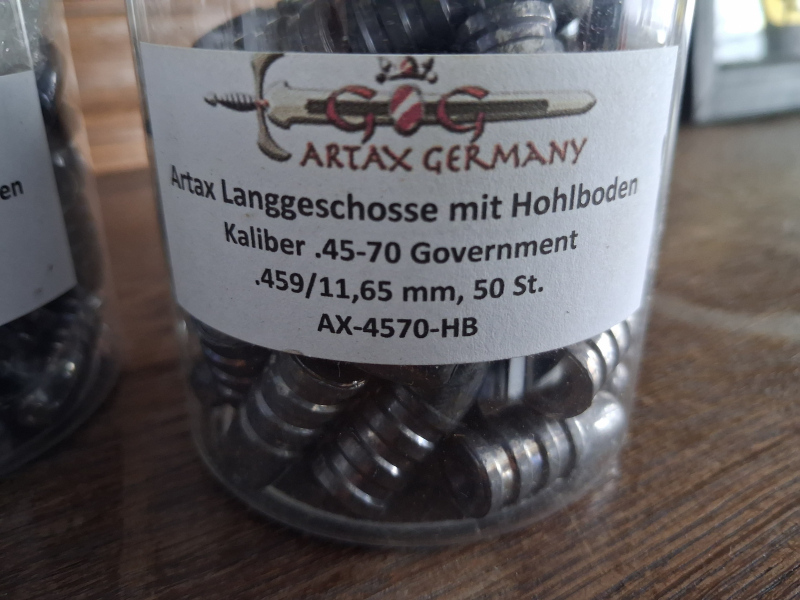 GG
ARTAX GERMANY
Artax Langgeschosse mit Hohlboden
Kaliber .45-70 Government
.459/11,65 mm, 50 St.
AX-4570-HB
en